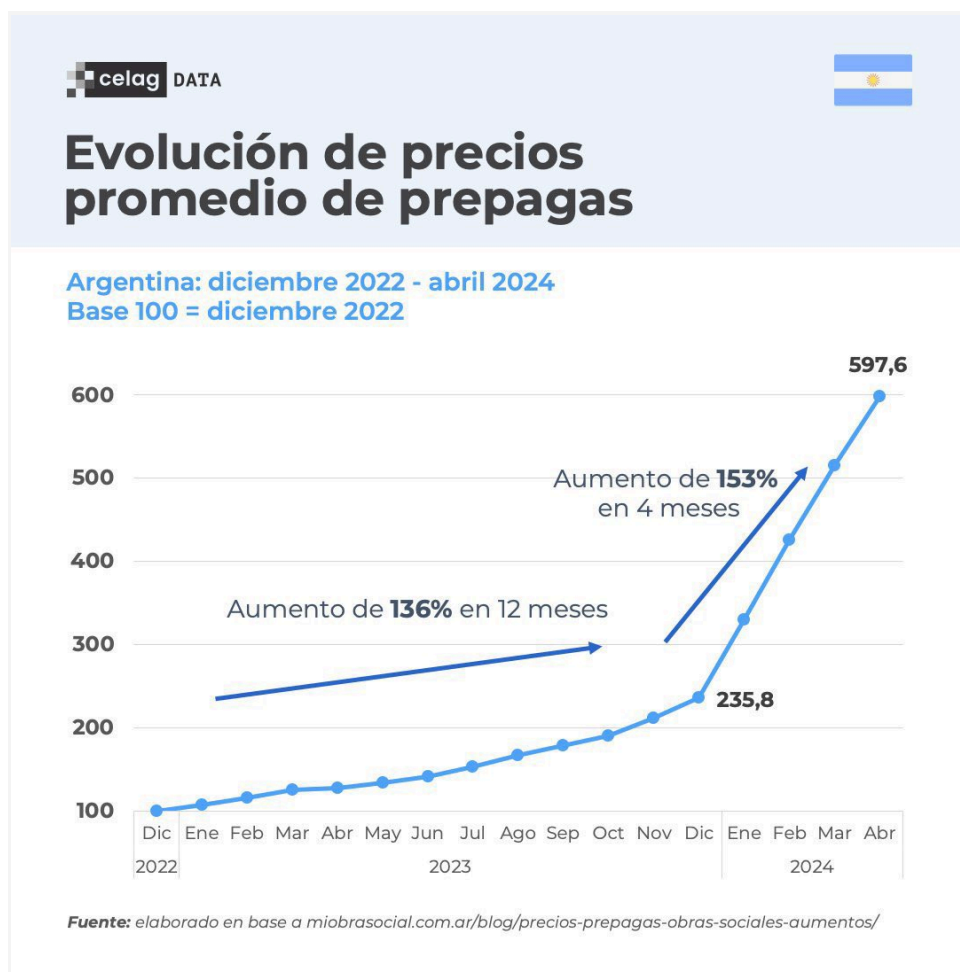 celag DATA
Evolución de precios
promedio de prepagas
Argentina: diciembre 2022 - abril 2024
Base 100 = diciembre 2022
597,6
600
500
Aumento de 153%
en 4 meses
400
Aumento de 136% en 12 meses
300
235,8
200
100
Dic Ene Feb Mar Abr May Jun Jul Ago Sep Oct Nov Dic Ene Feb Mar Abr
2022 2023 2024
Fuente: elaborado en base a miobrasocial.com.ar/blog/precios-prepagas-obras-sociales-aumentos/